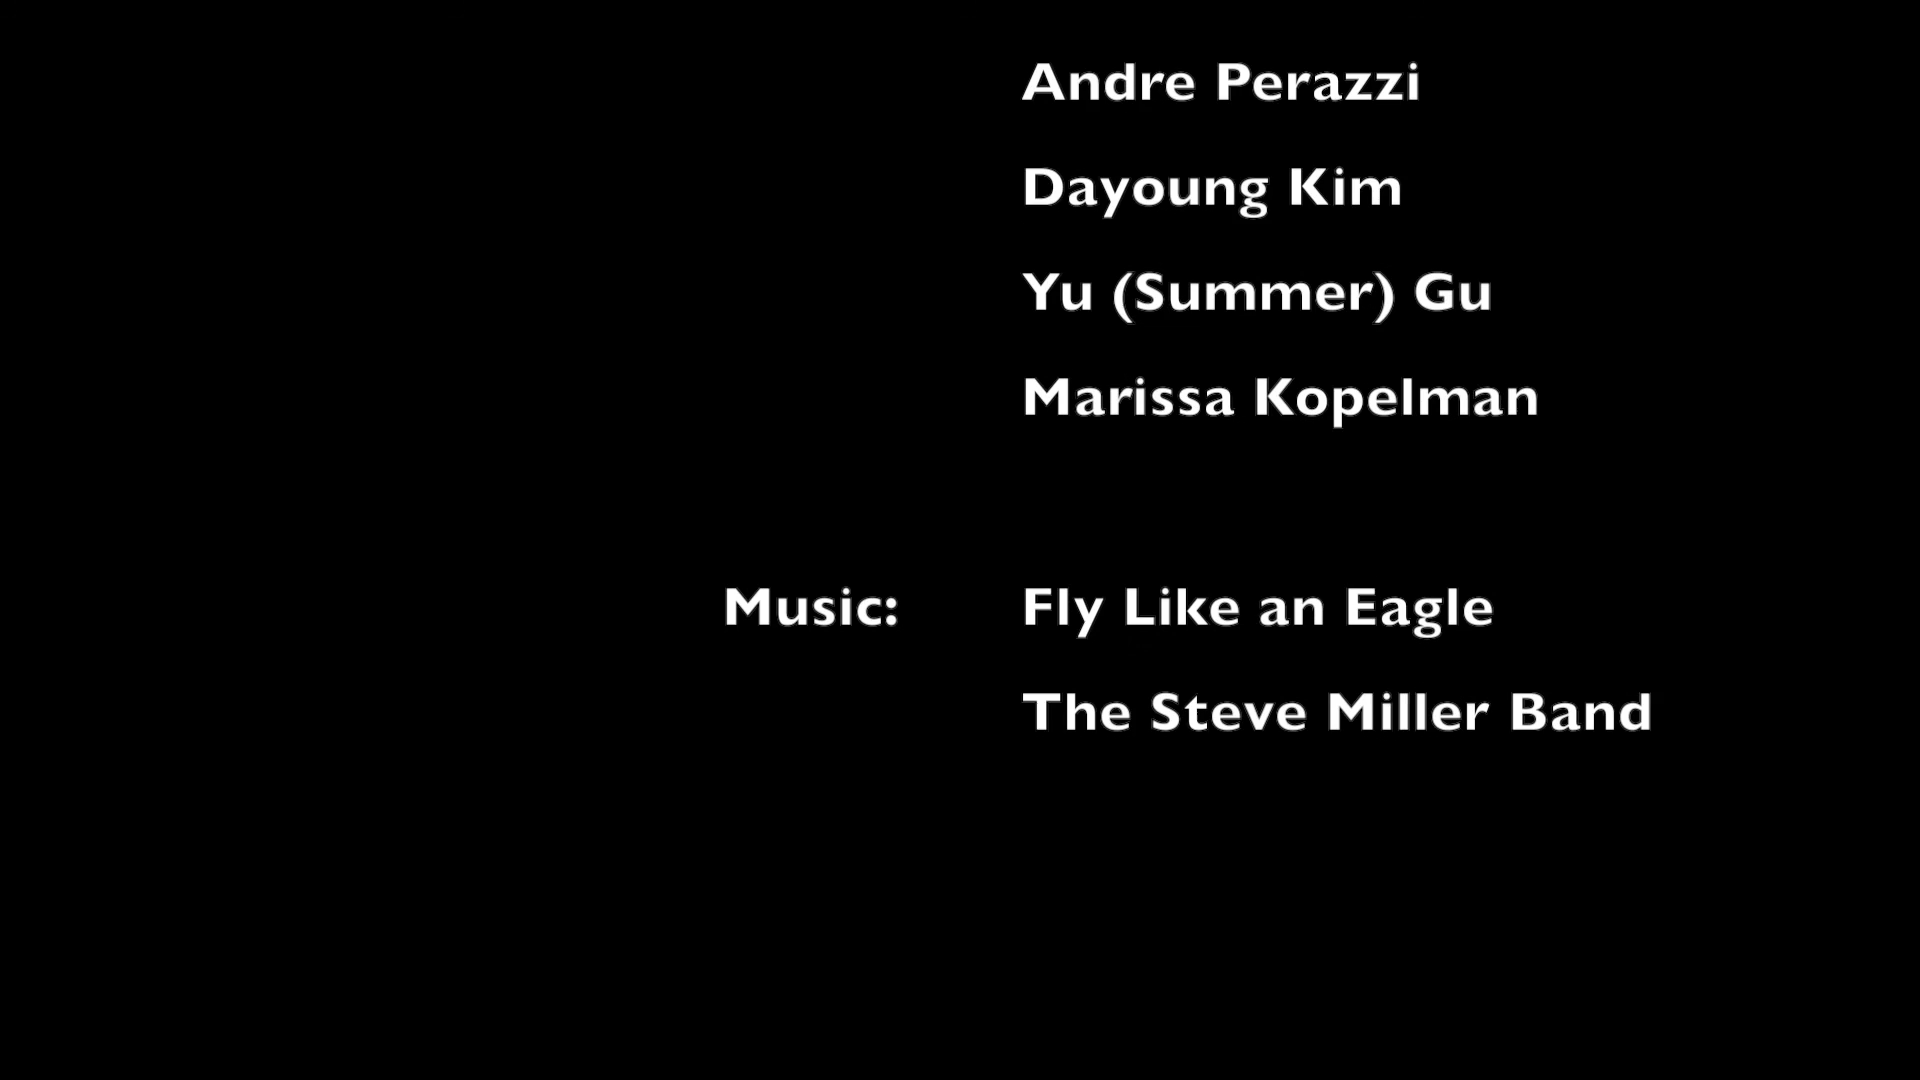 Andre Perazzi
Dayoung Kim
Yu (Summer) Gu
Marissa Kopelman
Music: Fly Like an Eagle
The Steve Miller Band